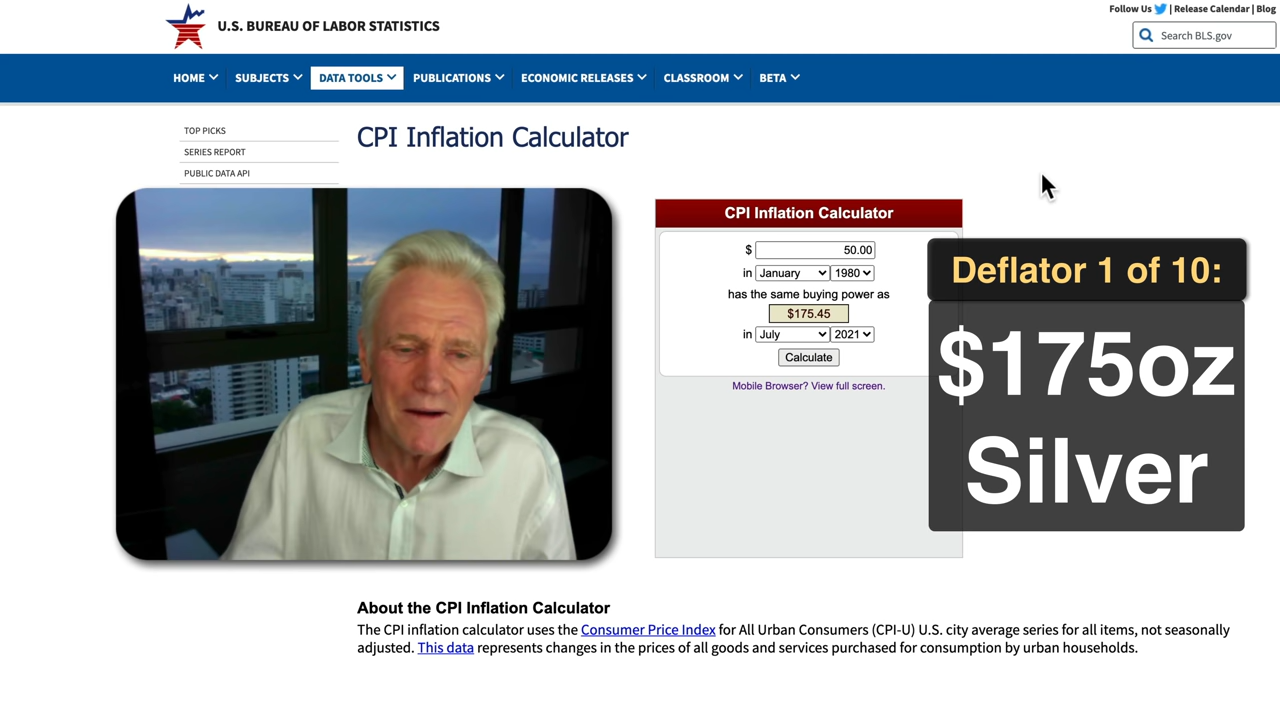 U.S. BUREAU OF LABOR STATISTICS
Follow Us | Release Calendar | Blog
Search BLS.gov
HOME SUBJECTS DATA TOOLS PUBLICATIONS ECONOMIC RELEASES CLASSROOM BETA
TOP PICKS
SERIES REPORT
PUBLIC DATA API
CPI Inflation Calculator
CPI Inflation Calculator
$ 50.00
in January 1980
has the same buying power as
$175.45
in July 2021
Calculate
Mobile Browser? View full screen.
Deflator 1 of 10:
$175oz
Silver
About the CPI Inflation Calculator
The CPI inflation calculator uses the Consumer Price Index for All Urban Consumers (CPI-U) U.S. city average series for all items, not seasonally
adjusted. This data represents changes in the prices of all goods and services purchased for consumption by urban households.